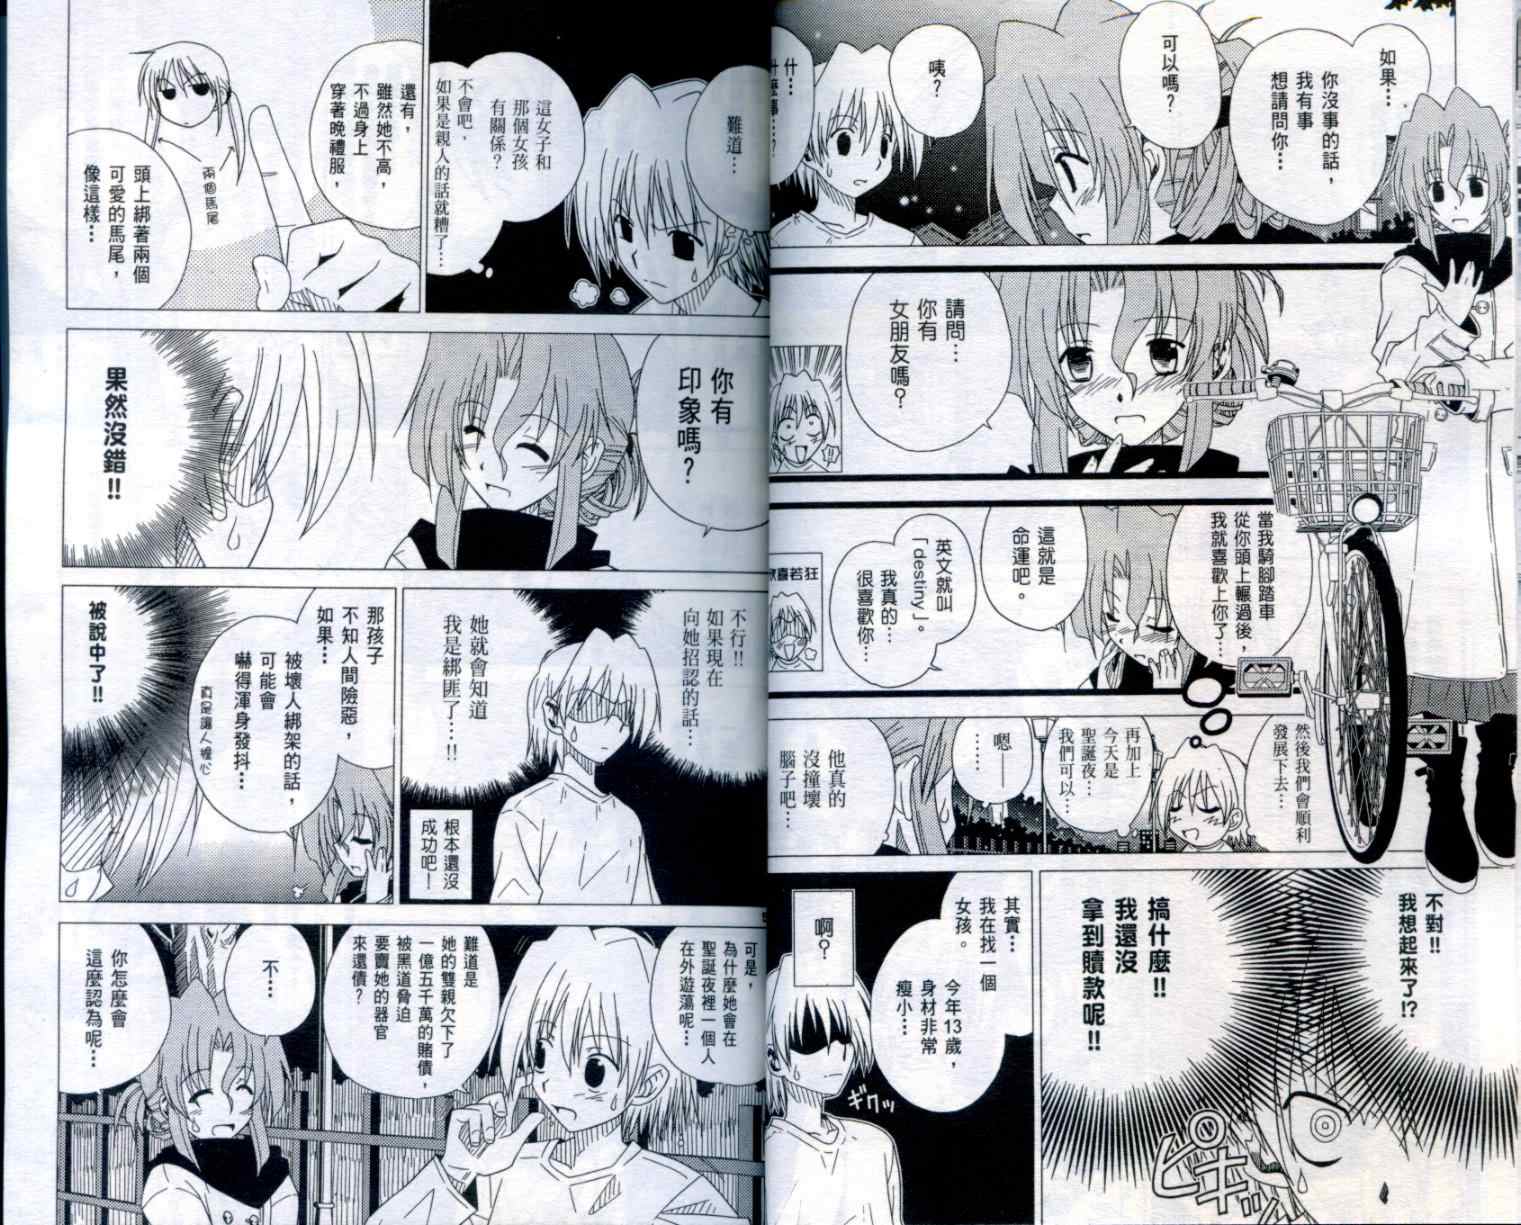 如果…
你沒事的話，
我有事
想請問你…
可以嗎？
咦？
什…
什麼事…？
請問…
你有
女朋友嗎？
當我騎腳踏車
從你頭上輾過後，
我就喜歡上你了…
這就是
命運吧。
英文就叫
「destiny」。
我真的…
很喜歡你…
欣喜若狂
然後我們會順利
發展下去…
再加上
今天是
聖誕夜…
我們可以…
嗯——
……
他真的
沒撞壞
腦子吧…
不對!!
我想起來了!?
搞什麼!!
我還沒
拿到贖款呢!!
ピキーッ
其實…
我在找一個
女孩。
今年13歲，
身材非常
瘦小…
啊？
ギクッ
難道…
這女子和
那個女孩
有關係？
不會吧，
如果是親人的話就糟了…
還有，
雖然她不高，
不過身上
穿著晚禮服，
兩個馬尾
頭上綁著兩個
可愛的馬尾，
像這樣…
你有
印象嗎？
果然沒錯!!
不行!!
如果現在
向她招認的話…
她就會知道
我是綁匪了…!!
根本還沒
成功吧！
那孩子
不知人間險惡，
如果…
被壞人綁架的話，
可能會
嚇得渾身發抖…
真是讓人擔心
被說中了!!
可是，
為什麼她會在
聖誕夜裡一個人
在外遊蕩呢…
難道是
她的雙親欠下了
一億五千萬的賭債，
被黑道脅迫
要賣她的器官
來還債？
不…
你怎麼會
這麼認為呢…